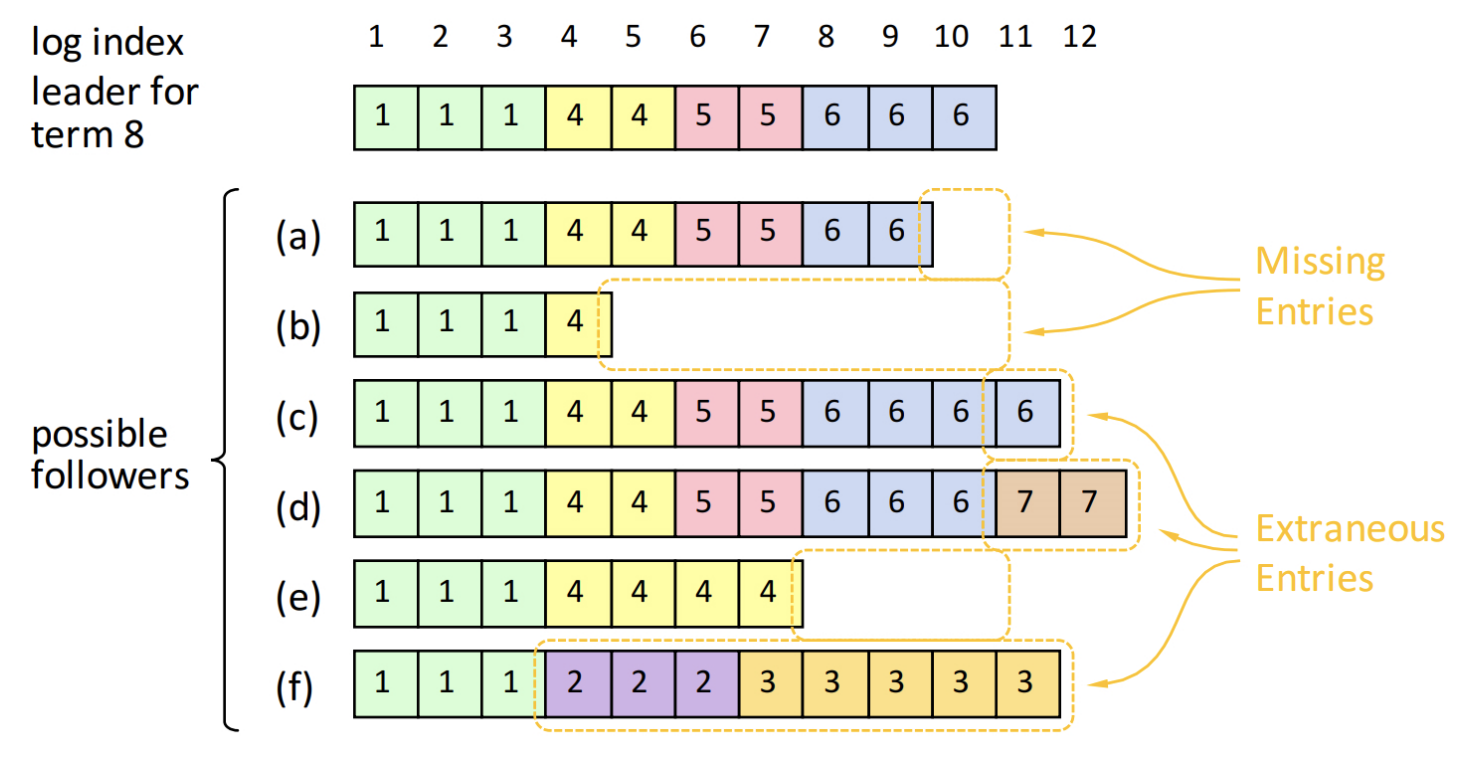 log index 1 2 3 4 5 6 7 8 9 10 11 12
leader for
term 8
1 1 1 4 4 5 5 6 6 6
(a) 1 1 1 4 4 5 5 6 6
Missing
Entries
(b) 1 1 1 4
(c) 1 1 1 4 4 5 5 6 6 6 6
possible
followers
(d) 1 1 1 4 4 5 5 6 6 6 7 7
Extraneous
Entries
(e) 1 1 1 4 4 4 4
(f) 1 1 1 2 2 2 3 3 3 3 3